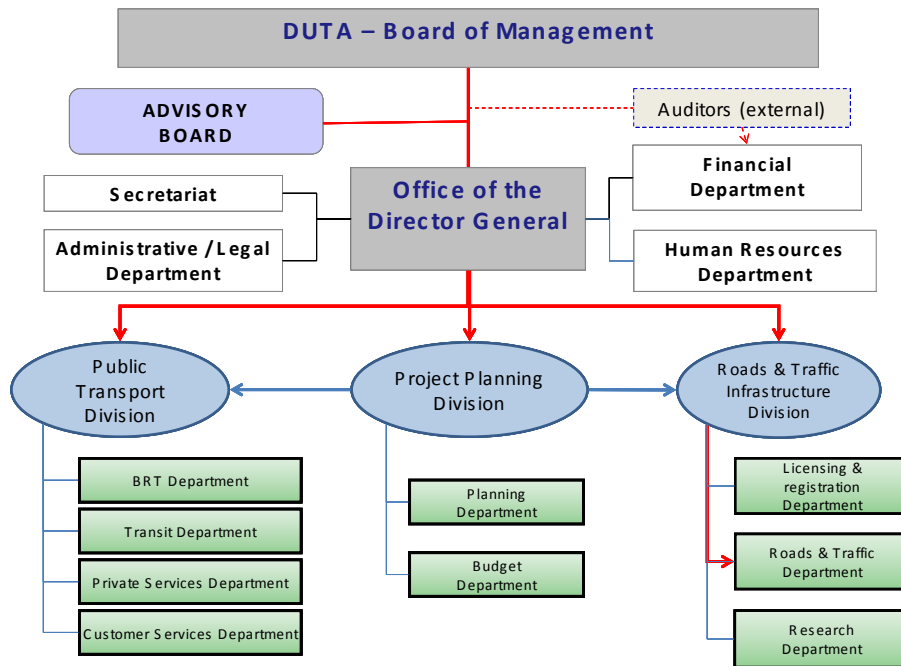 DUTA – Board of Management
ADVISORY
BOARD
Auditors (external)
Secretariat
Administrative /Legal
Department
Office of the
Director General
Financial
Department
Human Resources
Department
Public
Transport
Division
Project Planning
Division
Roads & Traffic
Infrastructure
Division
BRT Department
Transit Department
Private Services Department
Customer Services Department
Planning
Department
Budget
Department
Licensing &
registration
Department
Roads & Traffic
Department
Research
Department